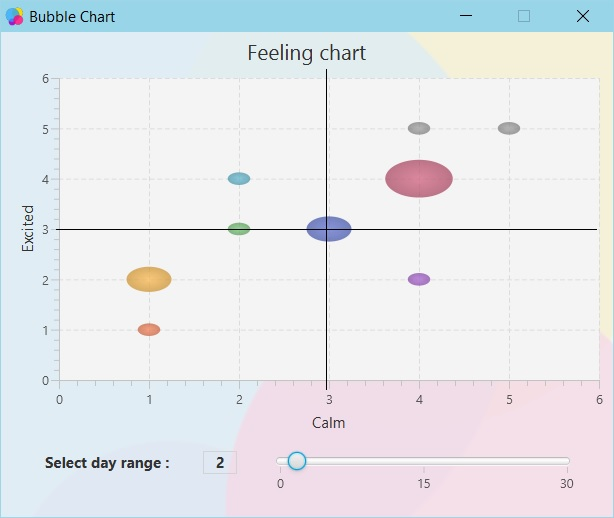 Bubble Chart
Feeling chart
Excited
6
5
4
3
2
1
0
0 1 2 3 4 5 6
Calm
Select day range : 2
0 15 30